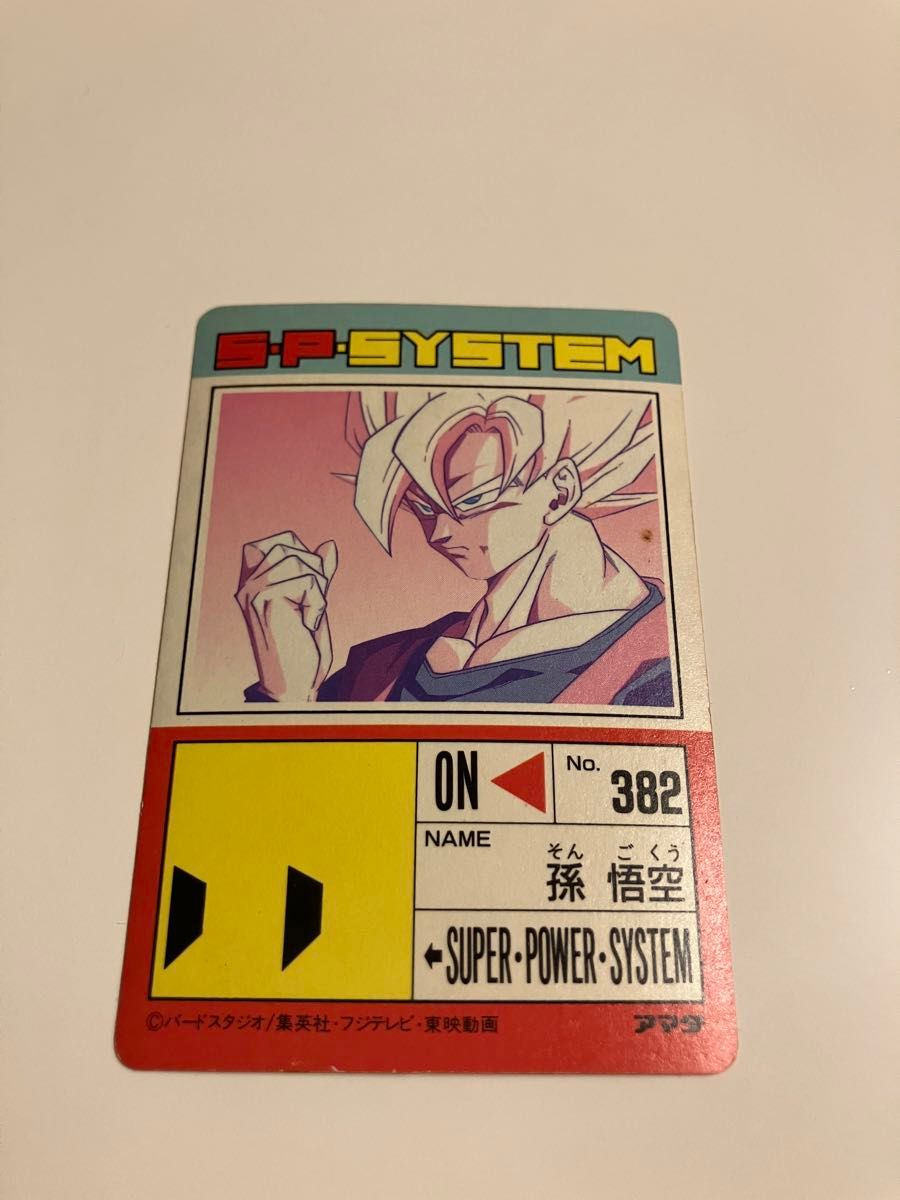 S・P・SYSTEM
ON
No.
382
NAME
そん ご くう
孫 悟空
SUPER・POWER・SYSTEM
©バードスタジオ/集英社・フジテレビ・東映動画
アマダ